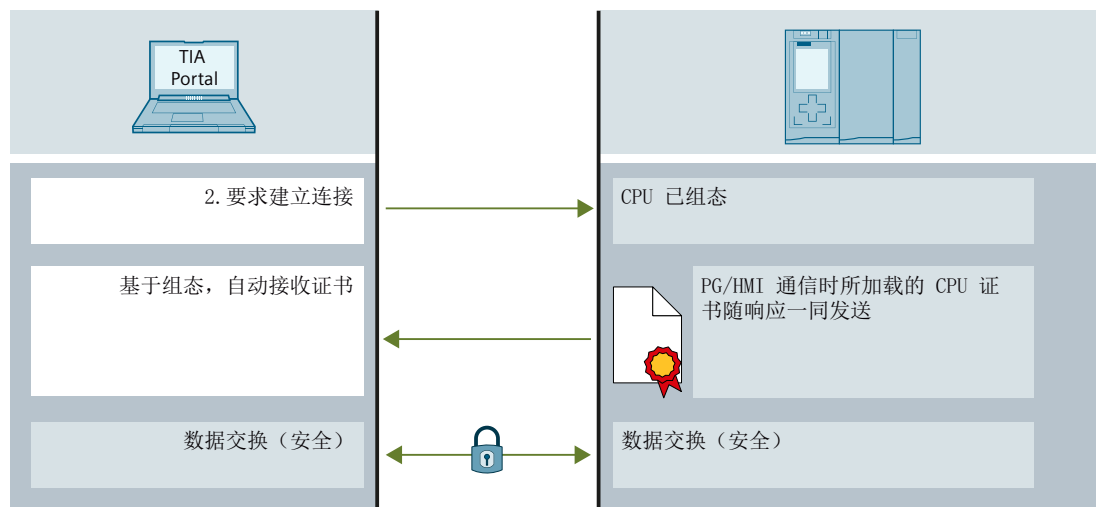 TIA
Portal
2.要求建立连接
CPU 已组态
基于组态，自动接收证书
PG/HMI 通信时所加载的 CPU 证
书随响应一同发送
数据交换（安全）
数据交换（安全）